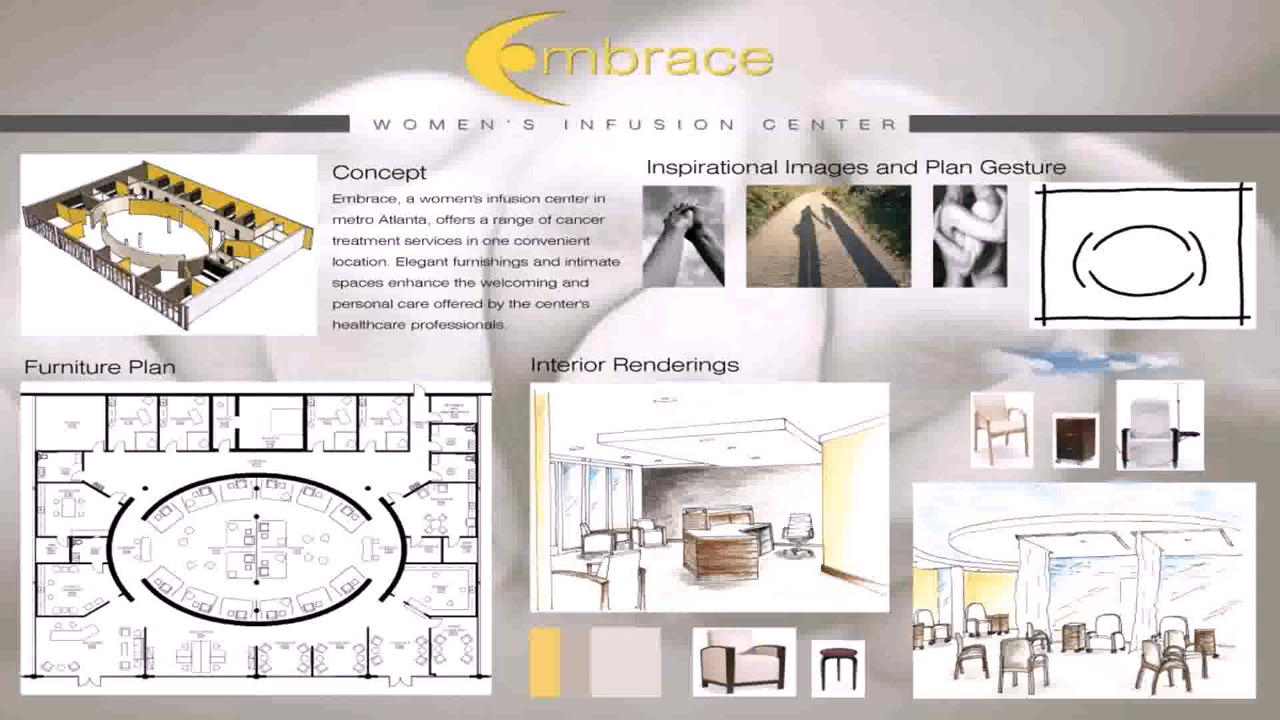 embrace
WOMEN'S INFUSION CENTER
Concept
Embrace, a women's infusion center in
metro Atlanta, offers a range of cancer
treatment services in one convenient
location. Elegant furnishings and intimate
spaces enhance the welcoming and
personal care offered by the center's
healthcare professionals.
Inspirational Images and Plan Gesture
Furniture Plan
Interior Renderings